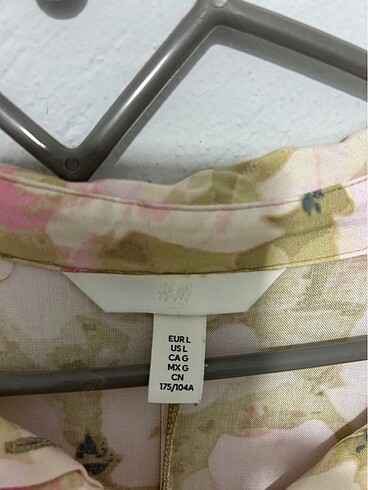 H&M
EUR L
US L
CA G
MX G
CN
175/104A